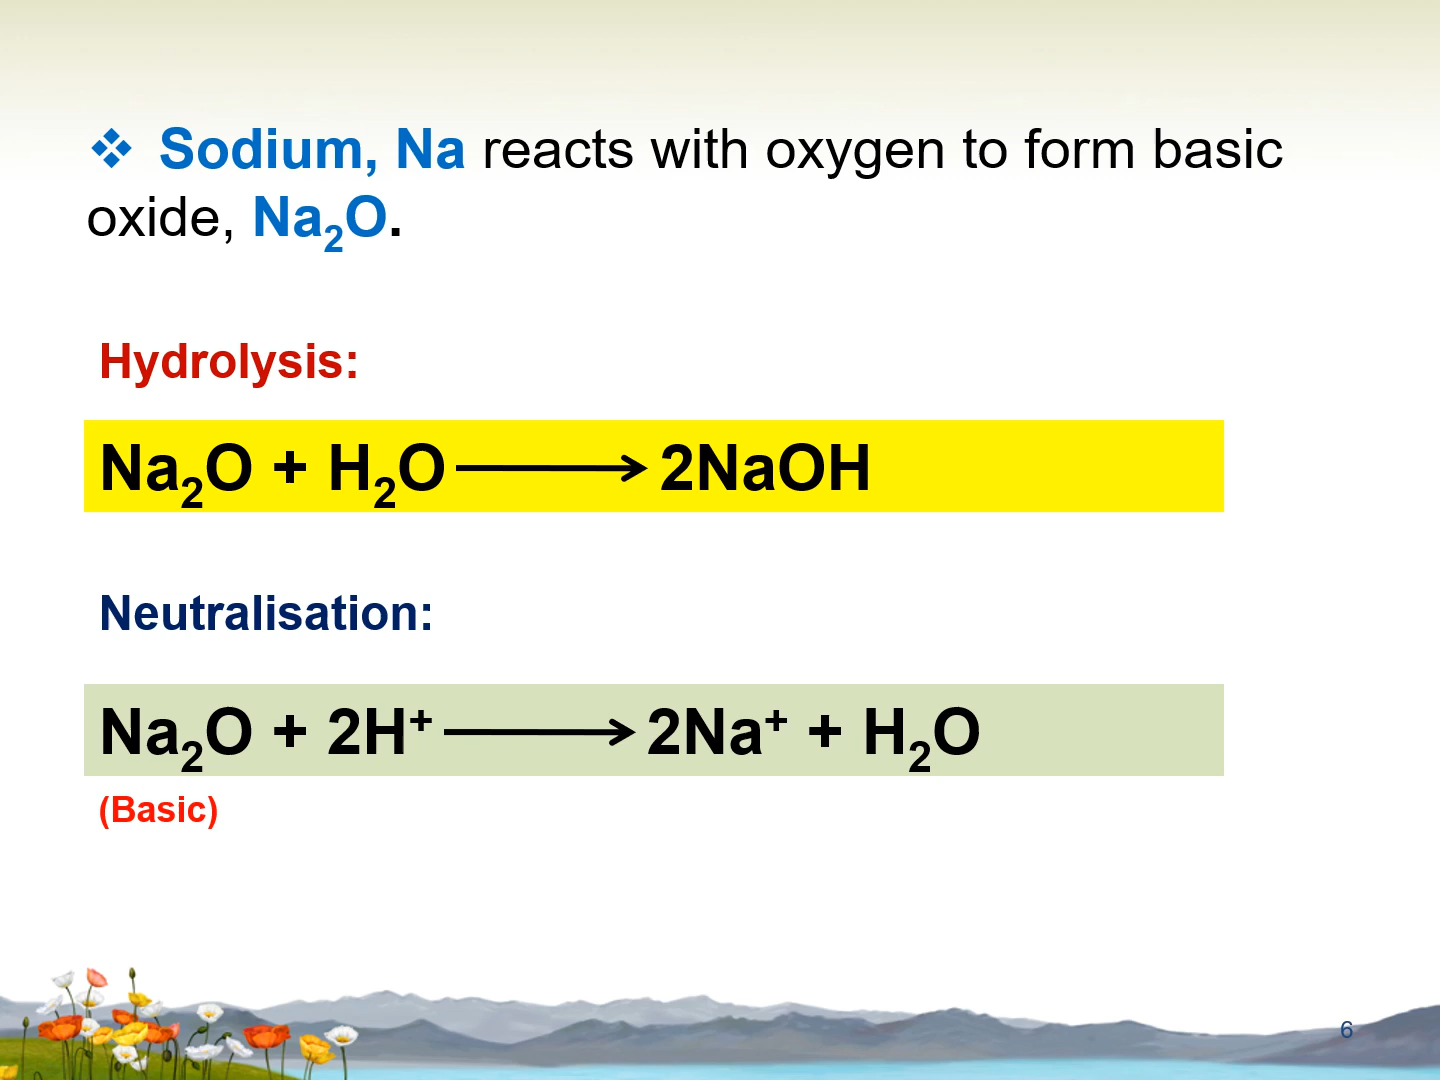 ❖ Sodium, Na reacts with oxygen to form basic
oxide, Na₂O.
Hydrolysis:
Na₂O + H₂O ⟶ 2NaOH
Neutralisation:
Na₂O + 2H⁺ ⟶ 2Na⁺ + H₂O
(Basic)
6